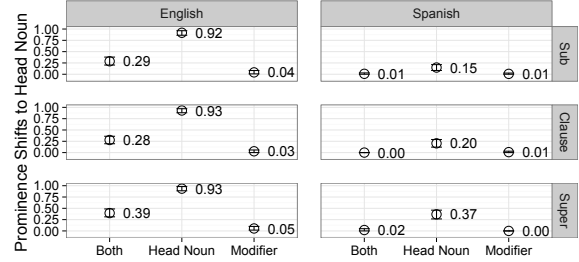 English Spanish
Prominence Shifts to Head Noun
1.00
0.75
0.50
0.25
0.00
0.29 0.92 0.04 0.01 0.15 0.01
Sub
1.00
0.75
0.50
0.25
0.00
0.28 0.93 0.03 0.00 0.20 0.01
Clause
1.00
0.75
0.50
0.25
0.00
0.39 0.93 0.05 0.02 0.37 0.00
Super
Both Head Noun Modifier Both Head Noun Modifier